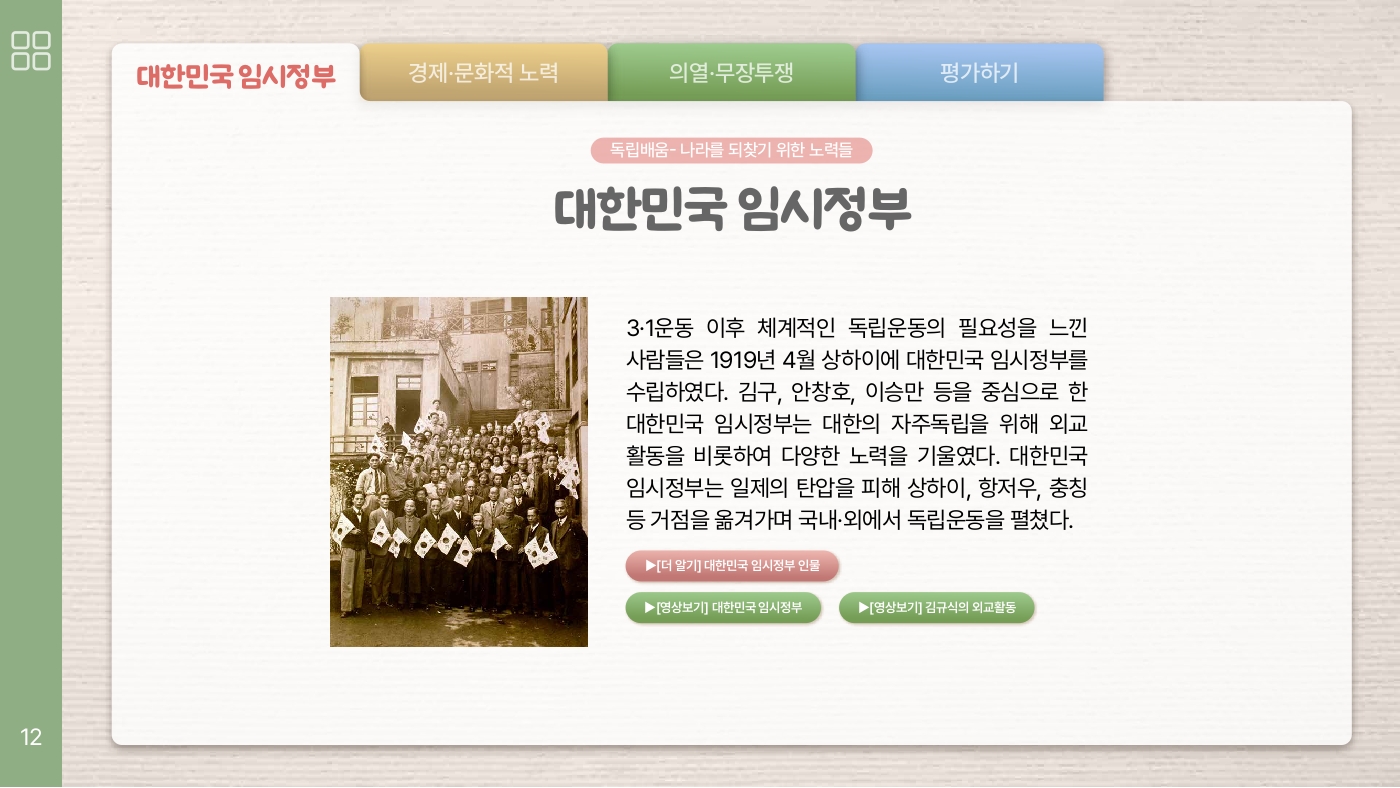 대한민국 임시정부
경제·문화적 노력
의열·무장투쟁
평가하기
독립배움- 나라를 되찾기 위한 노력들
대한민국 임시정부
3·1운동 이후 체계적인 독립운동의 필요성을 느낀
사람들은 1919년 4월 상하이에 대한민국 임시정부를
수립하였다. 김구, 안창호, 이승만 등을 중심으로 한
대한민국 임시정부는 대한의 자주독립을 위해 외교
활동을 비롯하여 다양한 노력을 기울였다. 대한민국
임시정부는 일제의 탄압을 피해 상하이, 항저우, 충칭
등 거점을 옮겨가며 국내·외에서 독립운동을 펼쳤다.
▶[더 알기] 대한민국 임시정부 인물
▶[영상보기] 대한민국 임시정부
▶[영상보기] 김규식의 외교활동
12